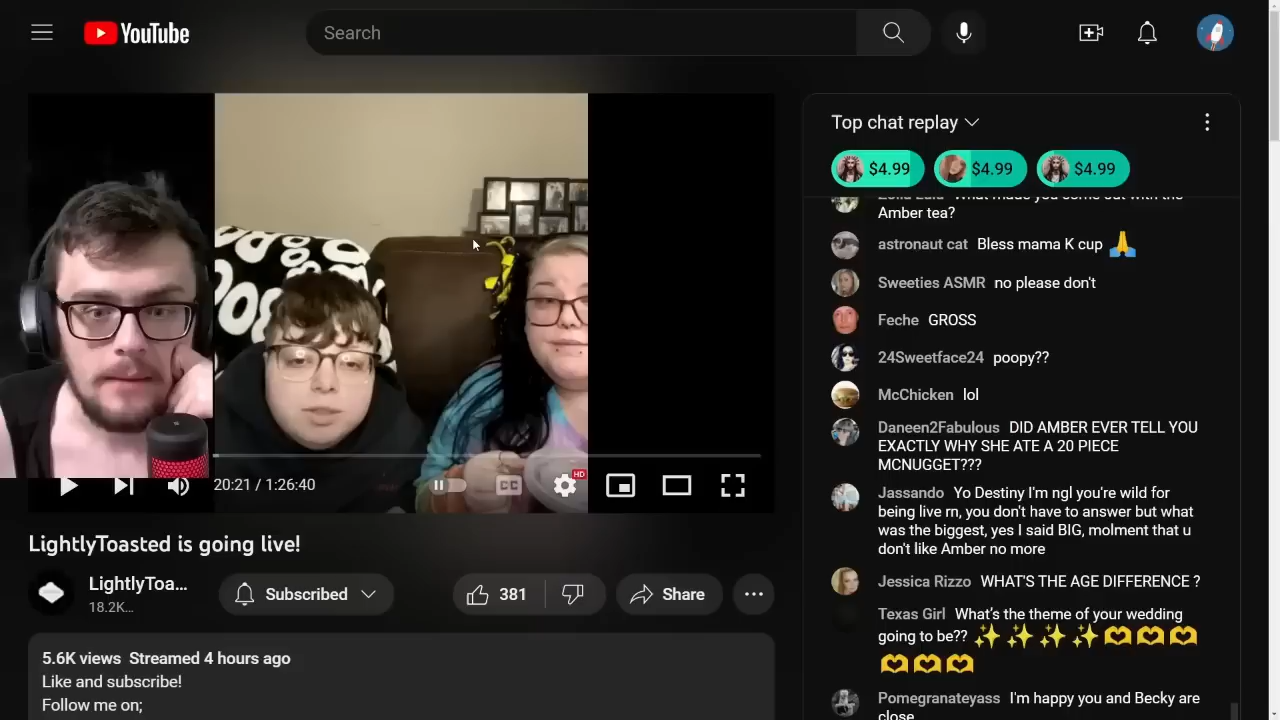 YouTube
Search
Top chat replay
$4.99
$4.99
$4.99
What made you come out with the
Amber tea?
astronaut cat Bless mama K cup 🙏
Sweeties ASMR no please don't
Feche GROSS
24Sweetface24 poopy??
McChicken lol
Daneen2Fabulous DID AMBER EVER TELL YOU
EXACTLY WHY SHE ATE A 20 PIECE
MCNUGGET???
Jassando Yo Destiny I'm ngl you're wild for
being live rn, you don't have to answer but what
was the biggest, yes I said BIG, molment that u
don't like Amber no more
Jessica Rizzo WHAT'S THE AGE DIFFERENCE ?
Texas Girl What's the theme of your wedding
going to be?? ✨ ✨ ✨ ✨ 🫶 🫶 🫶
🫶 🫶 🫶
Pomegranateyass I'm happy you and Becky are
close
20:21 / 1:26:40
CC
HD
LightlyToasted is going live!
LightlyToa...
18.2K...
Subscribed
381
Share
5.6K views Streamed 4 hours ago
Like and subscribe!
Follow me on;